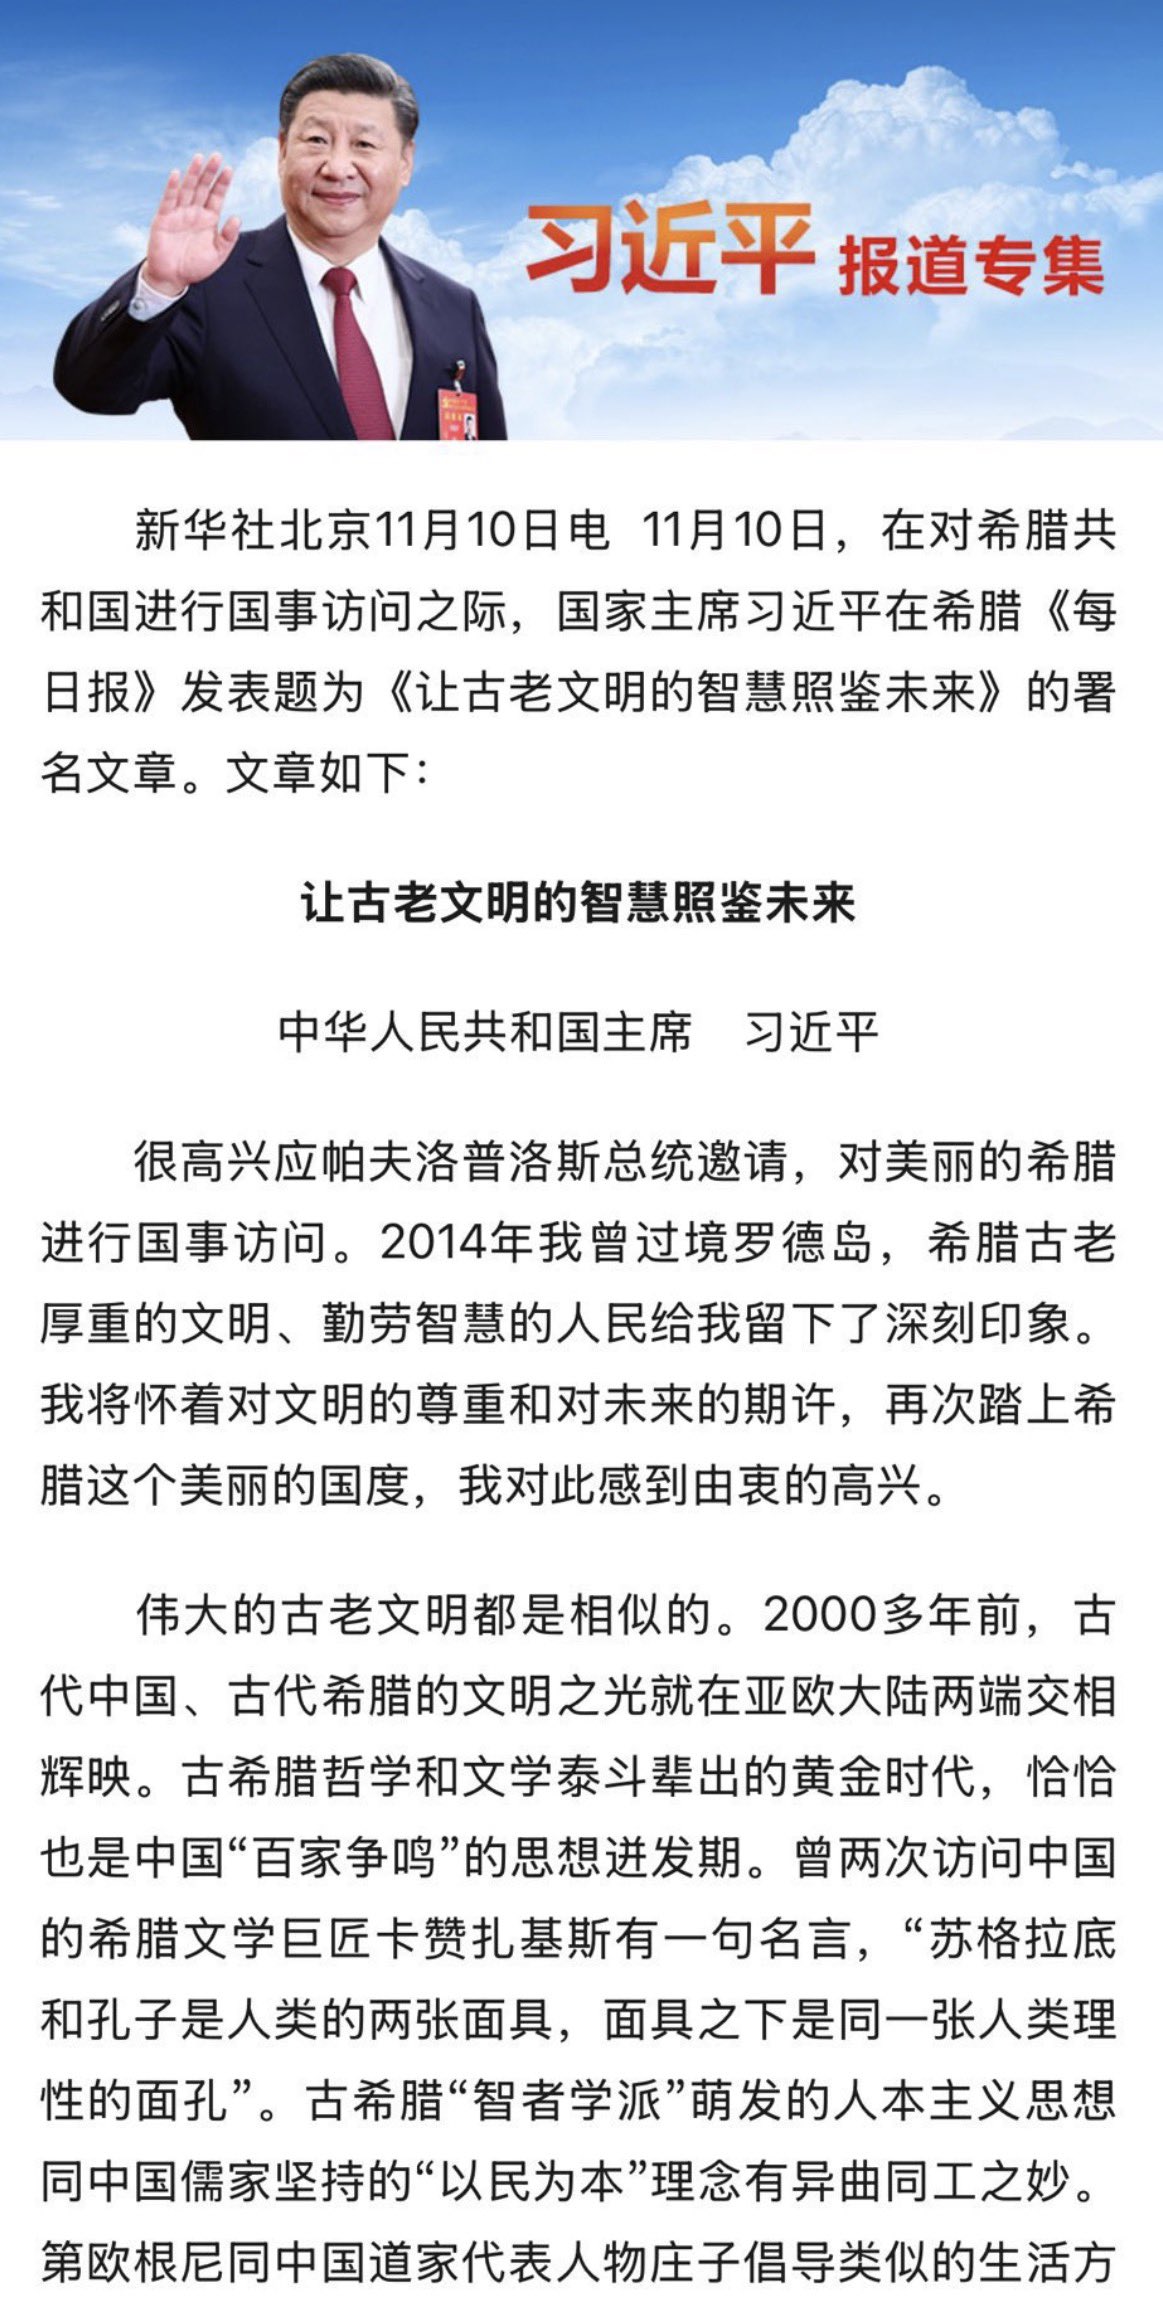 习近平 报道专集
新华社北京11月10日电 11月10日，在对希腊共
和国进行国事访问之际，国家主席习近平在希腊《每
日报》发表题为《让古老文明的智慧照鉴未来》的署
名文章。文章如下：
让古老文明的智慧照鉴未来
中华人民共和国主席 习近平
很高兴应帕夫洛普洛斯总统邀请，对美丽的希腊
进行国事访问。2014年我曾过境罗德岛，希腊古老
厚重的文明、勤劳智慧的人民给我留下了深刻印象。
我将怀着对文明的尊重和对未来的期许，再次踏上希
腊这个美丽的国度，我对此感到由衷的高兴。
伟大的古老文明都是相似的。2000多年前，古
代中国、古代希腊的文明之光就在亚欧大陆两端交相
辉映。古希腊哲学和文学泰斗辈出的黄金时代，恰恰
也是中国“百家争鸣”的思想迸发期。曾两次访问中国
的希腊文学巨匠卡赞扎基斯有一句名言，“苏格拉底
和孔子是人类的两张面具，面具之下是同一张人类理
性的面孔”。古希腊“智者学派”萌发的人本主义思想
同中国儒家坚持的“以民为本”理念有异曲同工之妙。
第欧根尼同中国道家代表人物庄子倡导类似的生活方